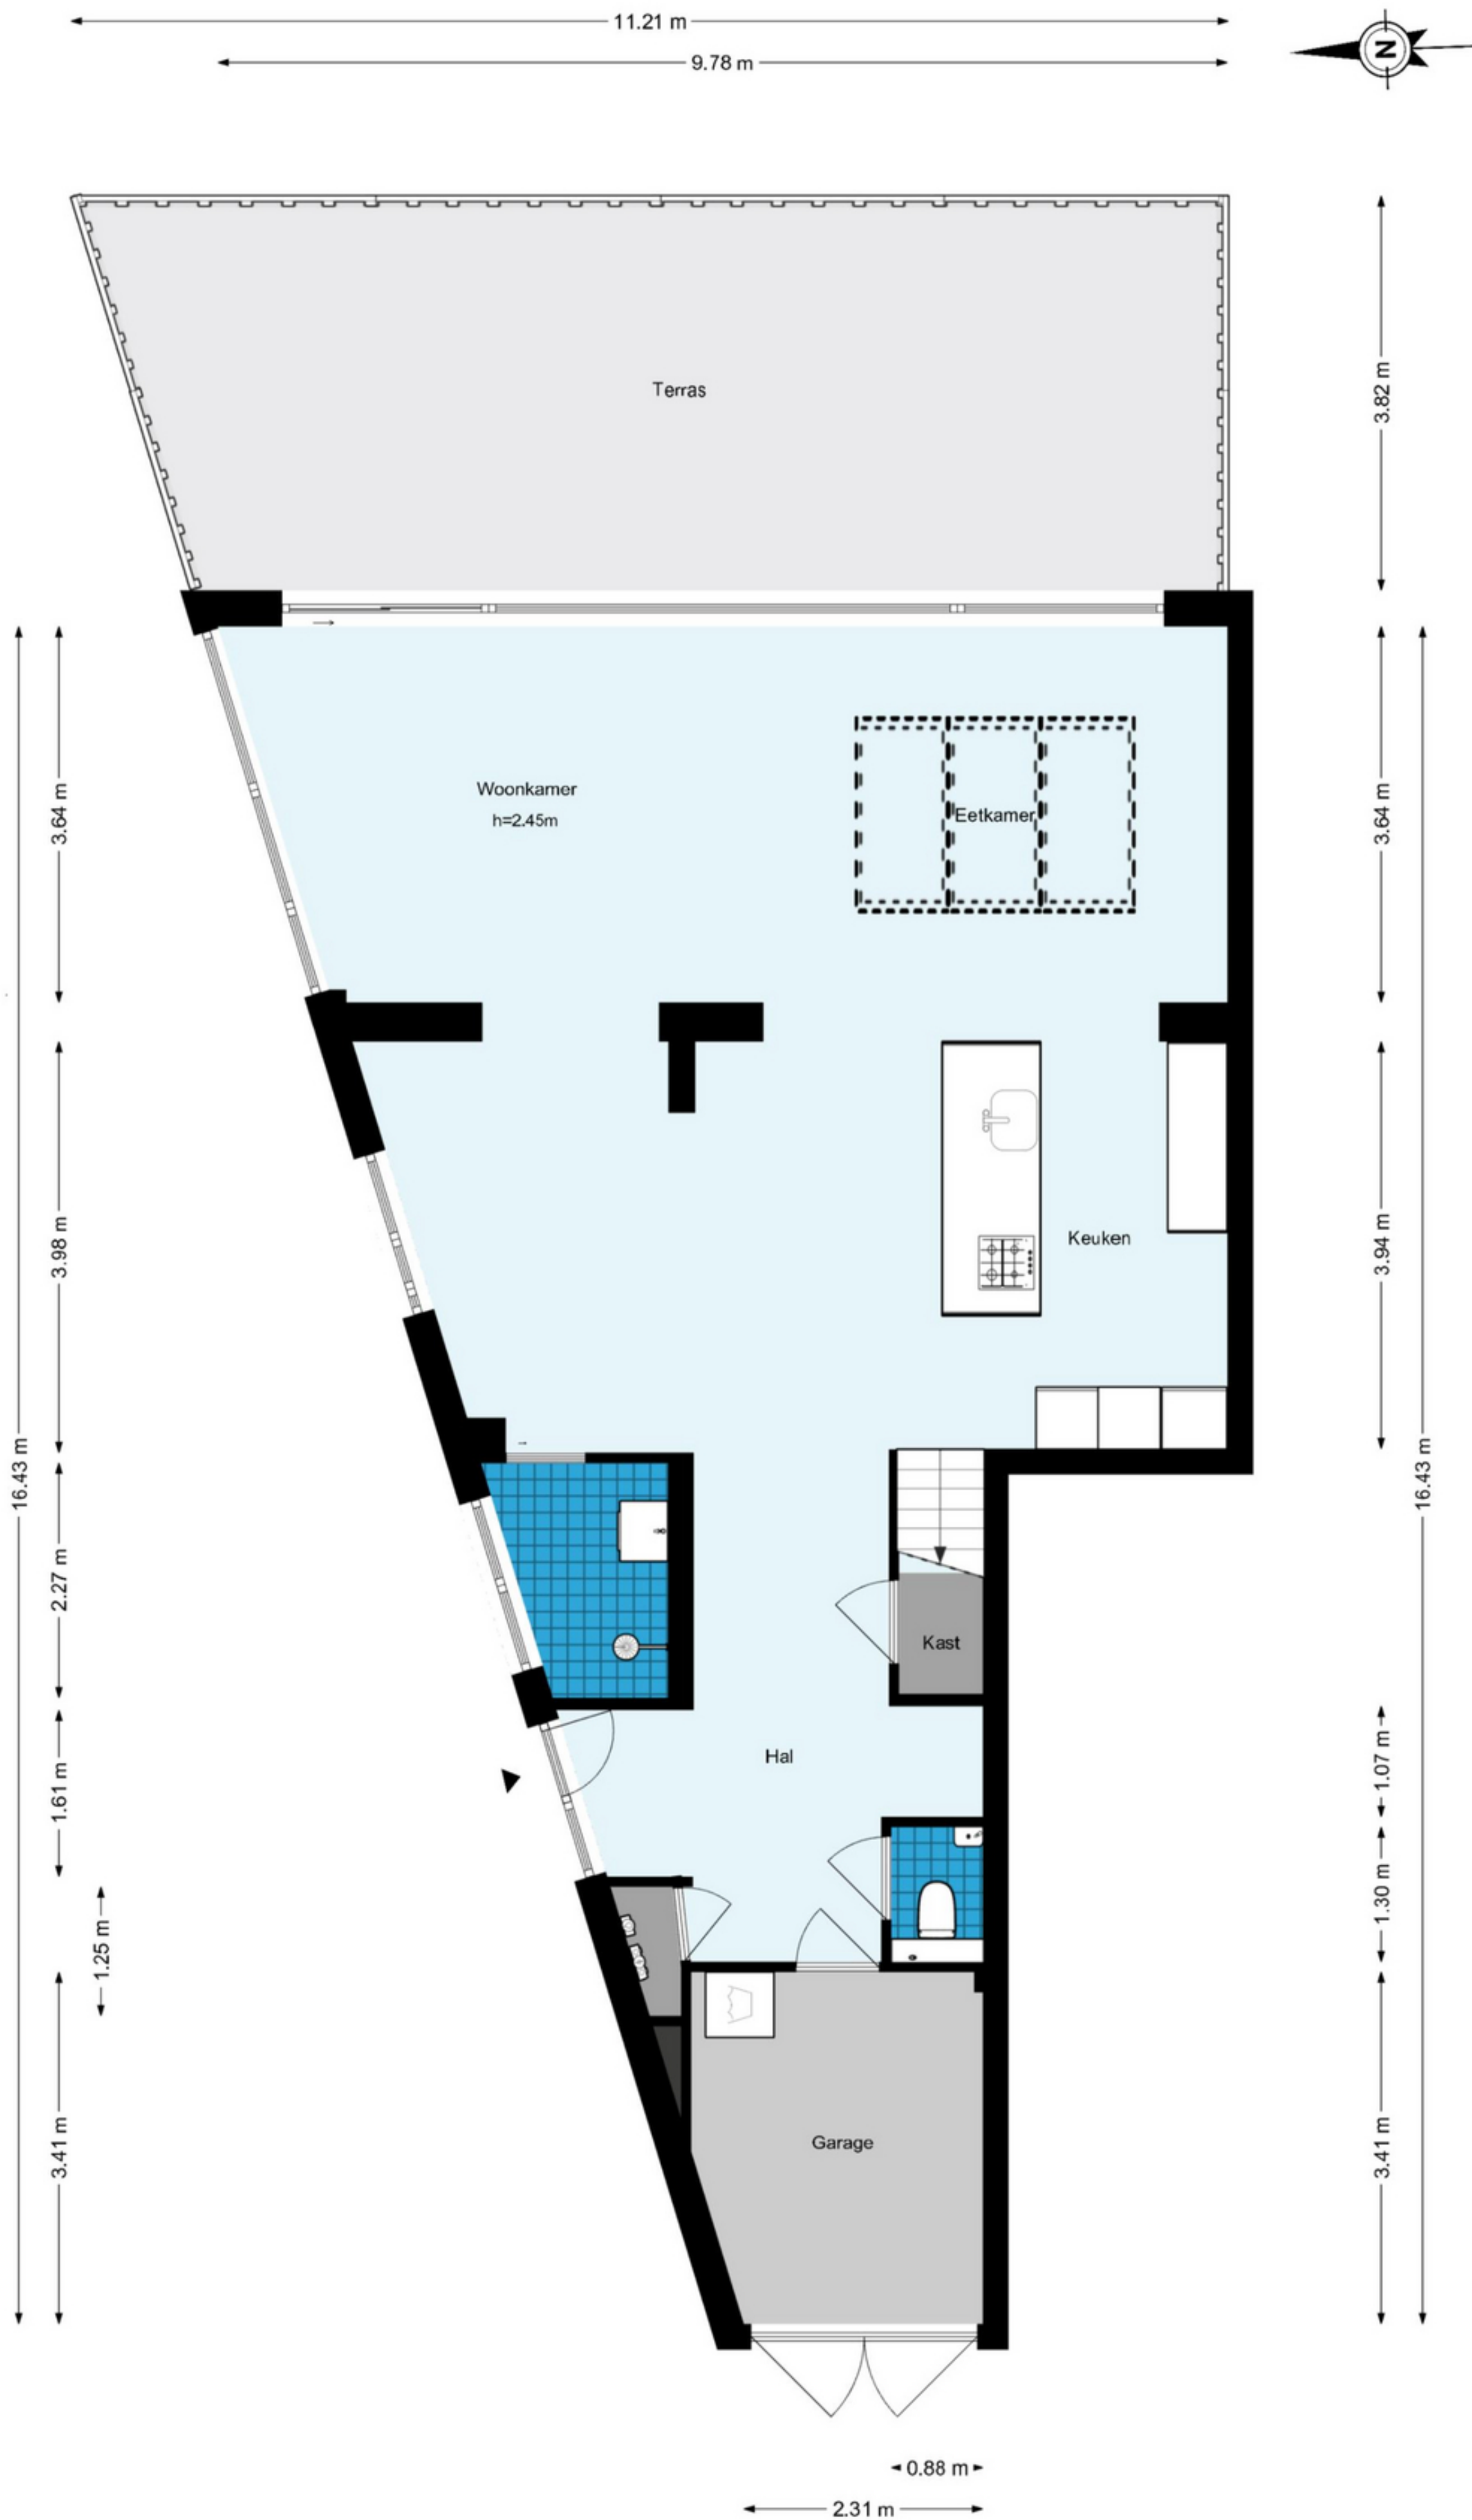 11.21 m
9.78 m
N
Terras
3.82 m
Woonkamer
h=2.45m
Eetkamer
3.64 m
3.64 m
Keuken
3.98 m
3.94 m
16.43 m
16.43 m
2.27 m
Kast
Hal
1.61 m
1.07 m
1.30 m
1.25 m
Garage
3.41 m
3.41 m
0.88 m
2.31 m